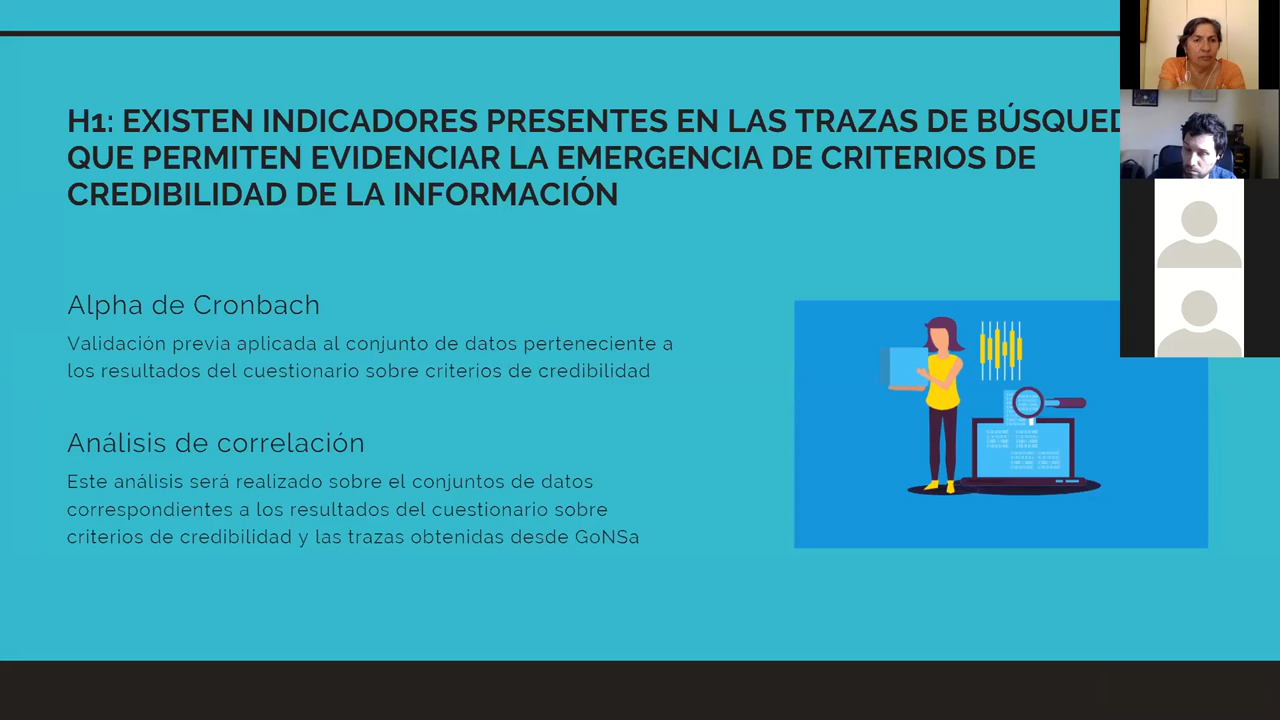 H1: EXISTEN INDICADORES PRESENTES EN LAS TRAZAS DE BÚSQUED
QUE PERMITEN EVIDENCIAR LA EMERGENCIA DE CRITERIOS DE
CREDIBILIDAD DE LA INFORMACIÓN
Alpha de Cronbach
Validación previa aplicada al conjunto de datos perteneciente a
los resultados del cuestionario sobre criterios de credibilidad
Análisis de correlación
Este análisis será realizado sobre el conjuntos de datos
correspondientes a los resultados del cuestionario sobre
criterios de credibilidad y las trazas obtenidas desde GoNSa